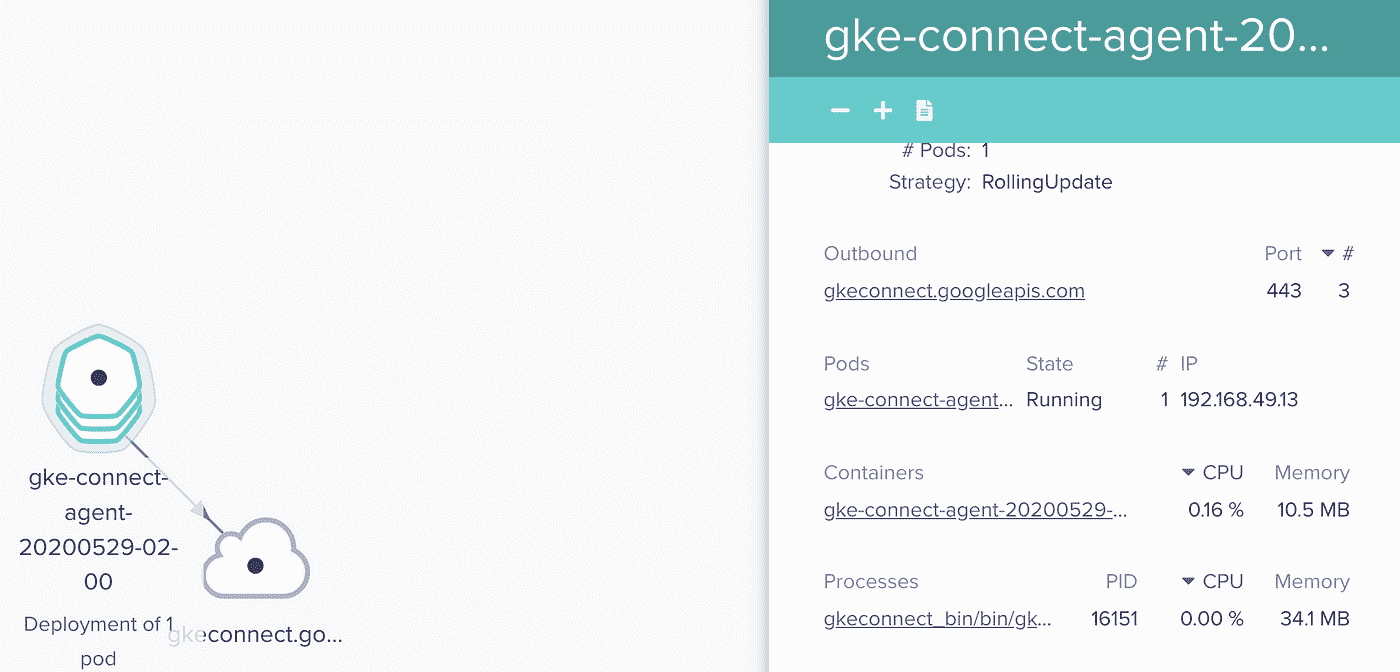 gke-connect-agent-20...
# Pods: 1
Strategy: RollingUpdate
Outbound Port #
gkeconnect.googleapis.com 443 3
Pods State # IP
gke-connect-agent... Running 1 192.168.49.13
Containers CPU Memory
gke-connect-agent-20200529-... 0.16 % 10.5 MB
Processes PID CPU Memory
gkeconnect_bin/bin/gk... 16151 0.00 % 34.1 MB
gke-connect-
agent-
20200529-02-
00
Deployment of 1
pod
gkeconnect.go...